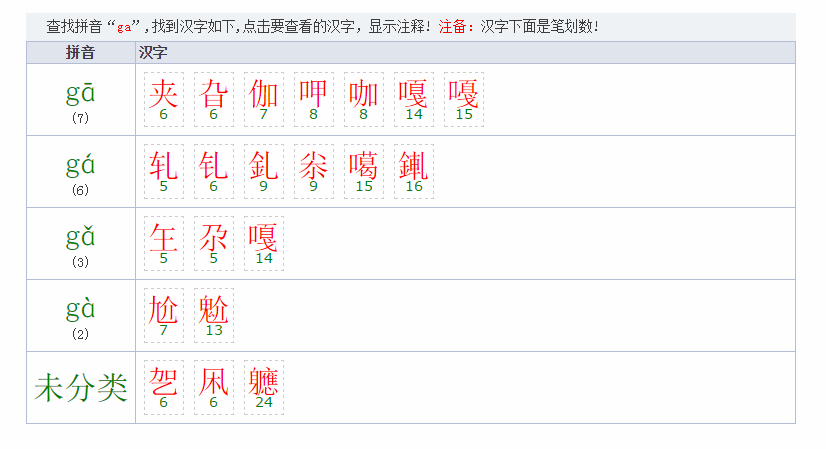 查找拼音“ga”,找到汉字如下,点击要查看的汉字，显示注释! 注备：汉字下面是笔划数!
拼音 汉字
gā 夹 旮 伽 呷 咖 嘎 嘠
(7) 6 6 7 8 8 14 15
gá 轧 钆 釓 尜 噶 錷
(6) 5 6 9 9 15 16
gǎ 玍 尕 嘎
(3) 5 5 14
gà 尬 魀
(2) 7 13
未分类 乫 凩 軈
6 6 24